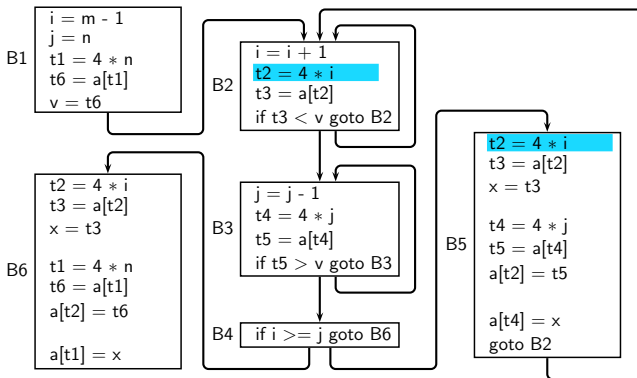 B1
i = m - 1
j = n
t1 = 4 * n
t6 = a[t1]
v = t6
B2
i = i + 1
t2 = 4 * i
t3 = a[t2]
if t3 < v goto B2
B3
j = j - 1
t4 = 4 * j
t5 = a[t4]
if t5 > v goto B3
B4
if i >= j goto B6
B5
t2 = 4 * i
t3 = a[t2]
x = t3
t4 = 4 * j
t5 = a[t4]
a[t2] = t5
a[t4] = x
goto B2
B6
t2 = 4 * i
t3 = a[t2]
x = t3
t1 = 4 * n
t6 = a[t1]
a[t2] = t6
a[t1] = x